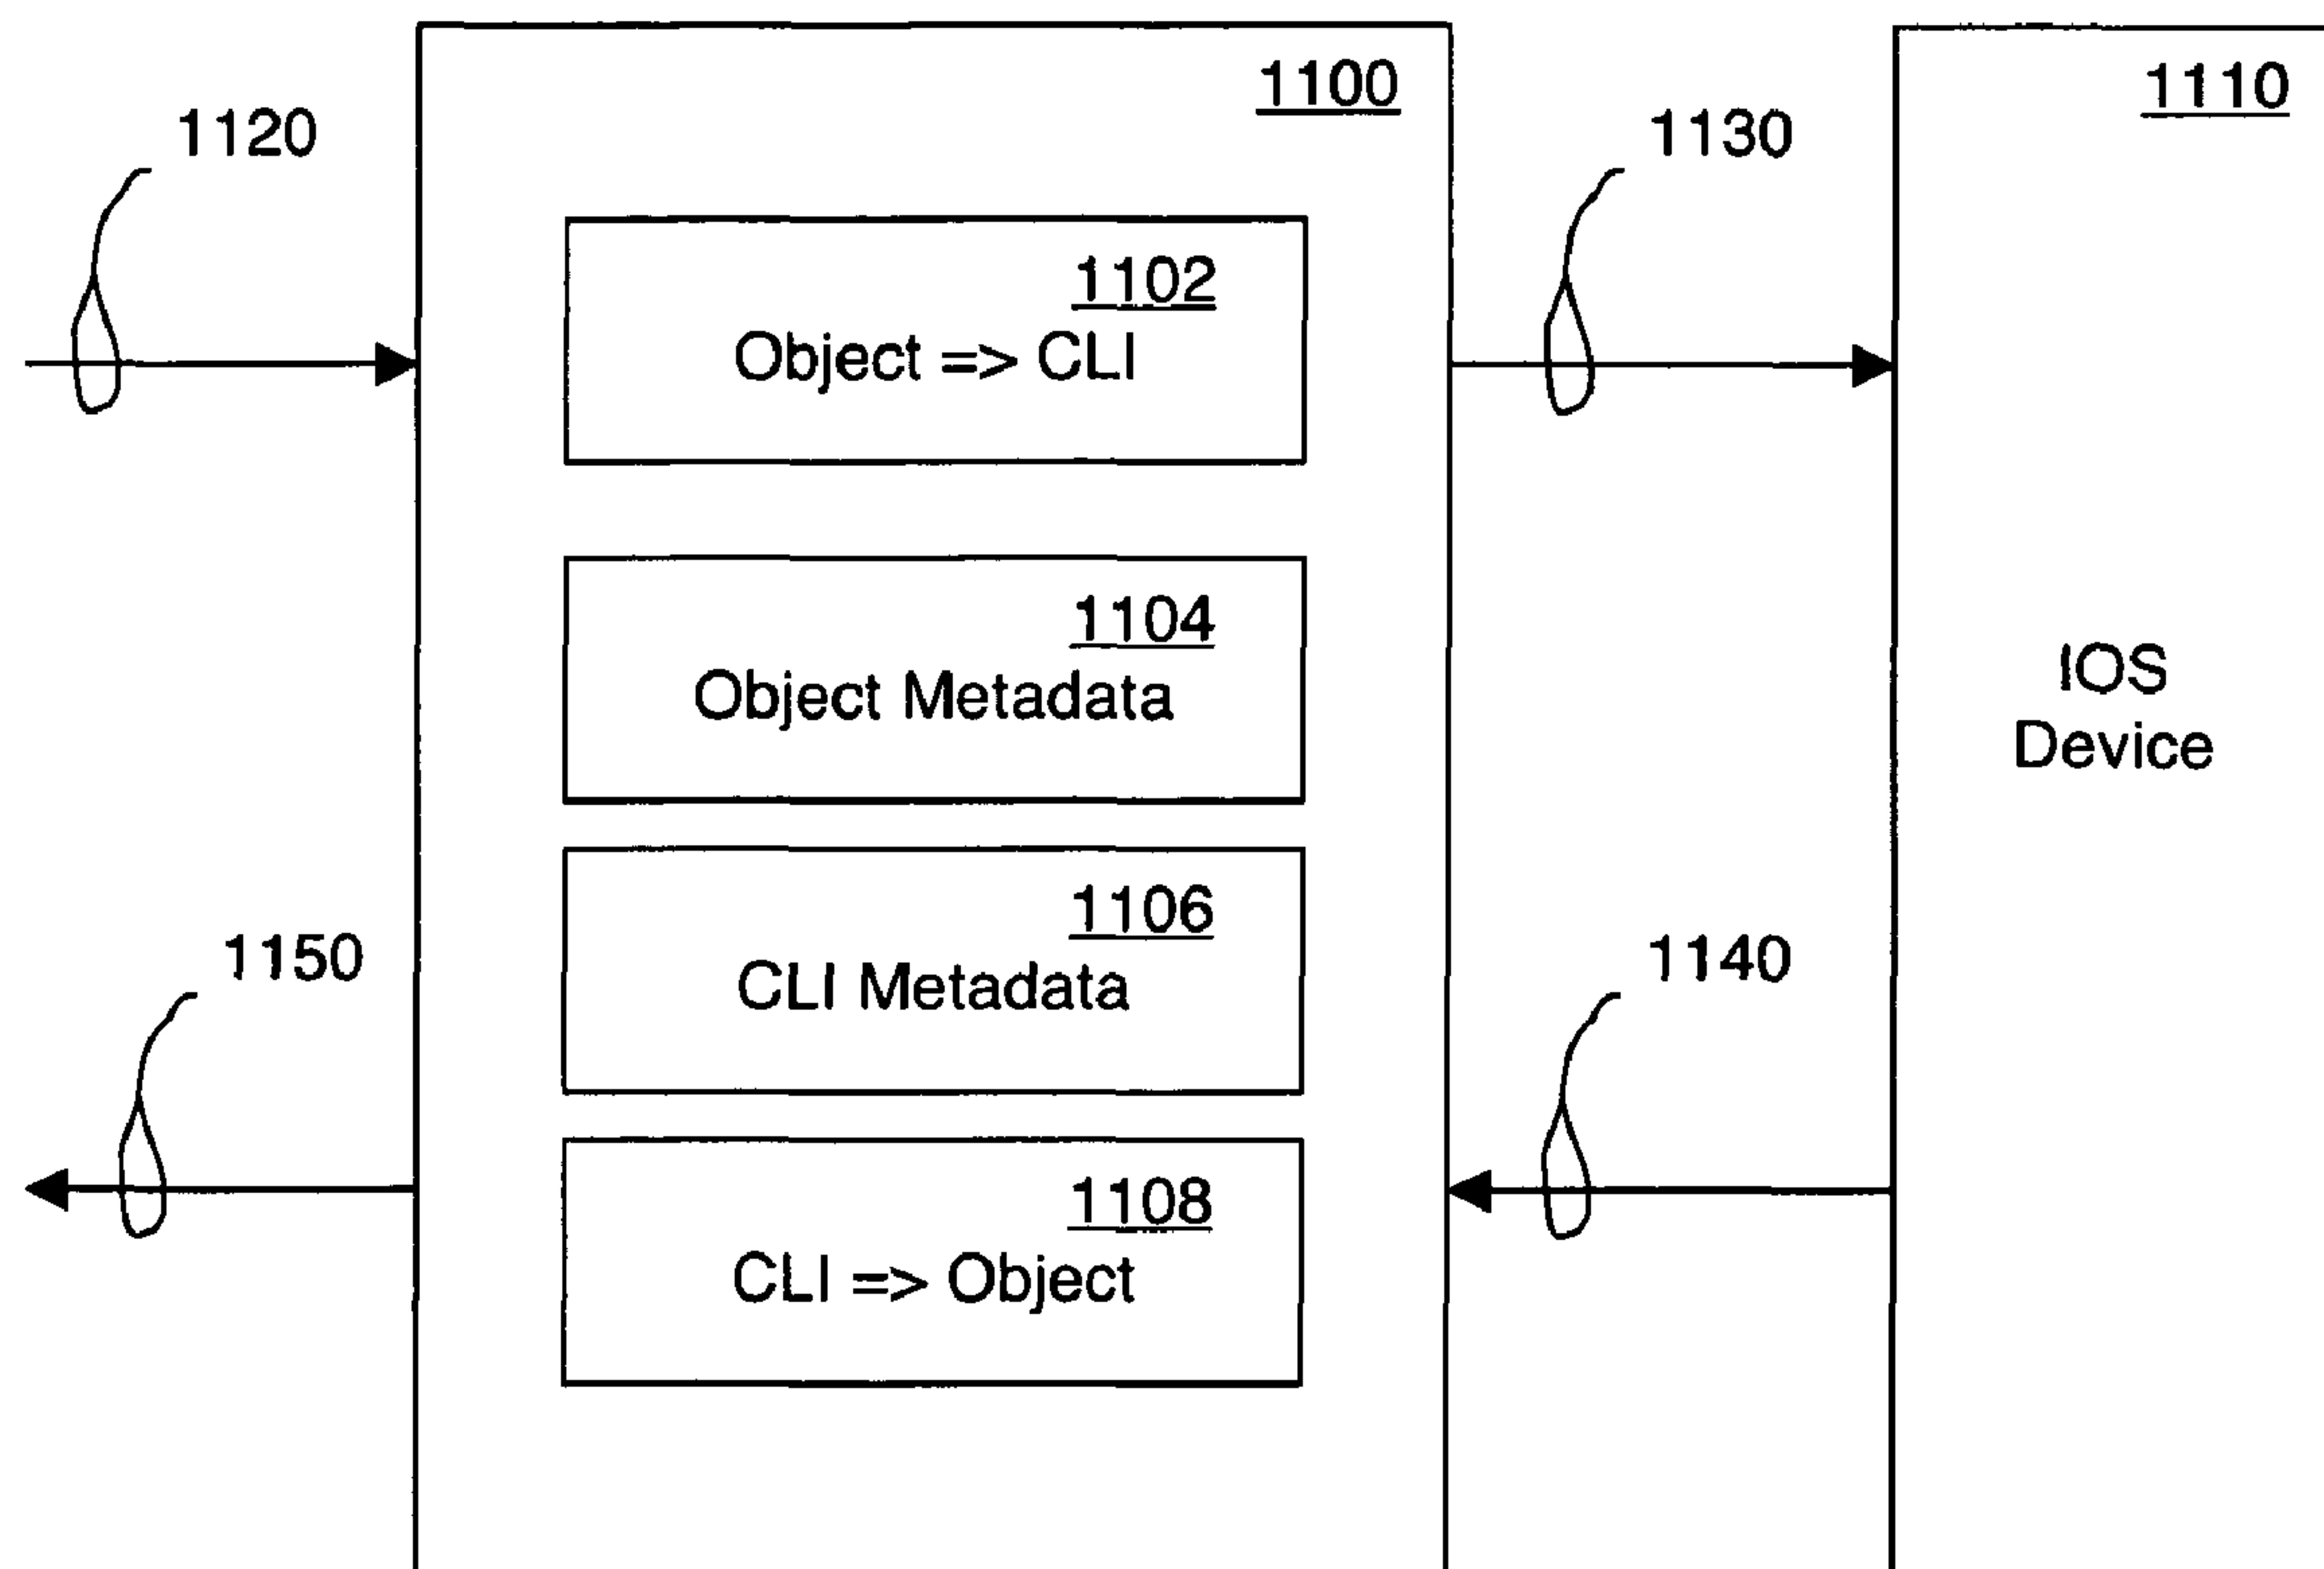 1100
1110
1120
1130
1102
Object => CLI
1104
Object Metadata
IOS
Device
1106
CLI Metadata
1150
1140
1108
CLI => Object